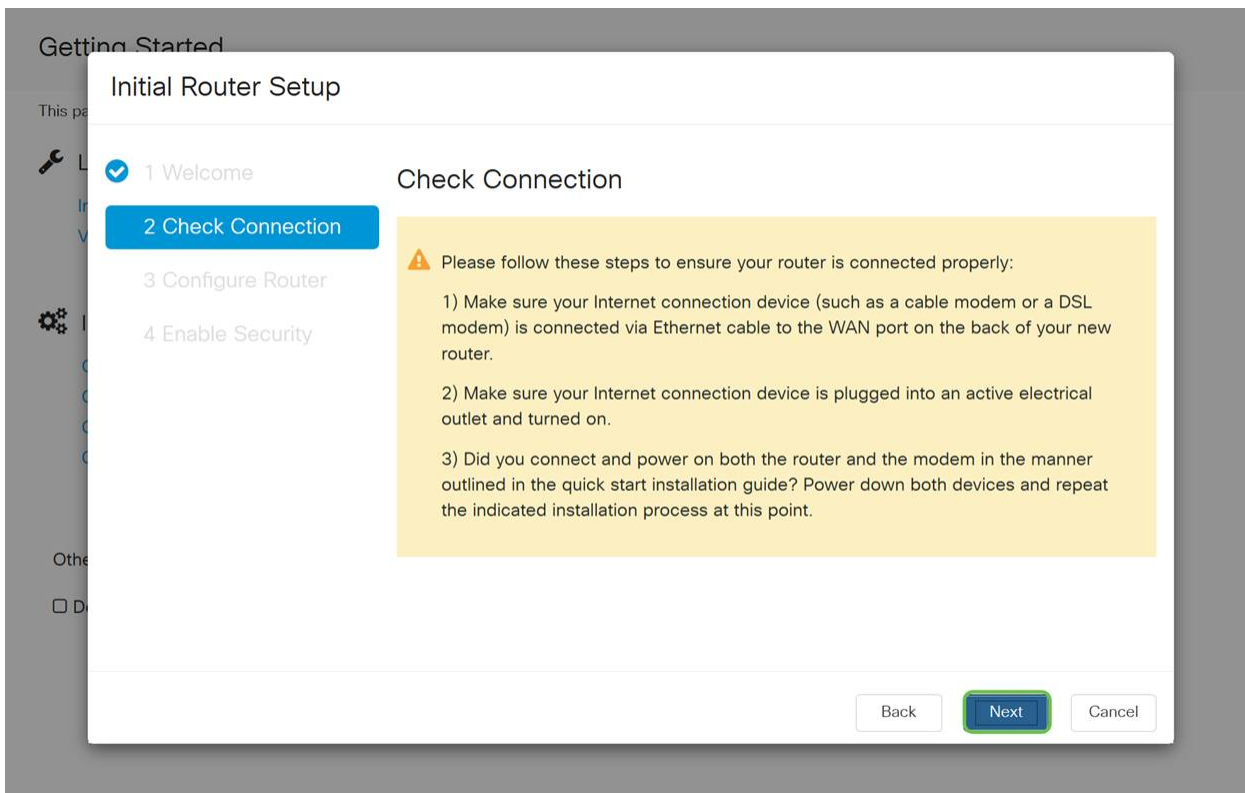 Getting Started
Initial Router Setup
This
1 Welcome
Check Connection
2 Check Connection
3 Configure Router
4 Enable Security
Please follow these steps to ensure your router is connected properly:
1) Make sure your Internet connection device (such as a cable modem or a DSL
modem) is connected via Ethernet cable to the WAN port on the back of your new
router.
2) Make sure your Internet connection device is plugged into an active electrical
outlet and turned on.
3) Did you connect and power on both the router and the modem in the manner
outlined in the quick start installation guide? Power down both devices and repeat
the indicated installation process at this point.
Back
Next
Cancel